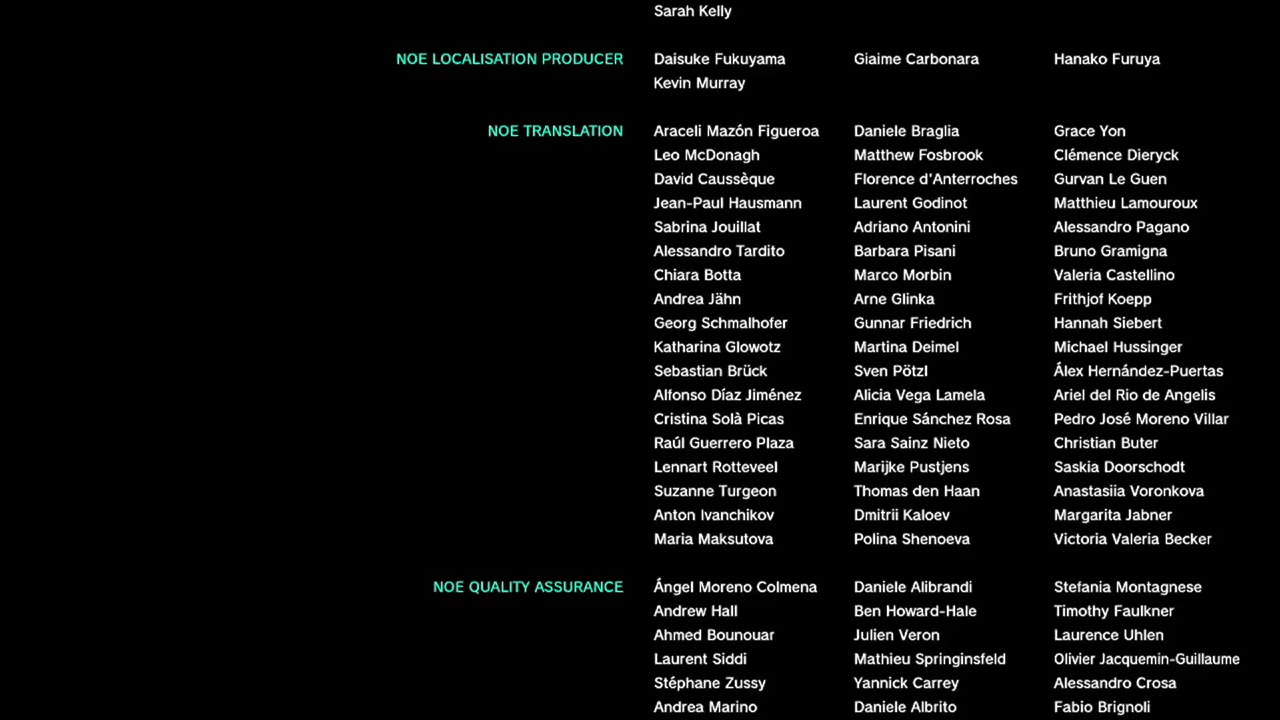 Sarah Kelly
NOE LOCALISATION PRODUCER Daisuke Fukuyama Giaime Carbonara Hanako Furuya
Kevin Murray
NOE TRANSLATION Araceli Mazón Figueroa Daniele Braglia Grace Yon
Leo McDonagh Matthew Fosbrook Clémence Dieryck
David Caussèque Florence d'Anterroches Gurvan Le Guen
Jean-Paul Hausmann Laurent Godinot Matthieu Lamouroux
Sabrina Jouillat Adriano Antonini Alessandro Pagano
Alessandro Tardito Barbara Pisani Bruno Gramigna
Chiara Botta Marco Morbin Valeria Castellino
Andrea Jähn Arne Glinka Frithjof Koepp
Georg Schmalhofer Gunnar Friedrich Hannah Siebert
Katharina Glowotz Martina Deimel Michael Hussinger
Sebastian Brück Sven Pötzl Álex Hernández-Puertas
Alfonso Díaz Jiménez Alicia Vega Lamela Ariel del Rio de Angelis
Cristina Solà Picas Enrique Sánchez Rosa Pedro José Moreno Villar
Raúl Guerrero Plaza Sara Sainz Nieto Christian Buter
Lennart Rotteveel Marijke Pustjens Saskia Doorschodt
Suzanne Turgeon Thomas den Haan Anastasiia Voronkova
Anton Ivanchikov Dmitrii Kaloev Margarita Jabner
Maria Maksutova Polina Shenoeva Victoria Valeria Becker
NOE QUALITY ASSURANCE Ángel Moreno Colmena Daniele Alibrandi Stefania Montagnese
Andrew Hall Ben Howard-Hale Timothy Faulkner
Ahmed Bounouar Julien Veron Laurence Uhlen
Laurent Siddi Mathieu Springinsfeld Olivier Jacquemin-Guillaume
Stéphane Zussy Yannick Carrey Alessandro Crosa
Andrea Marino Daniele Albrito Fabio Brignoli